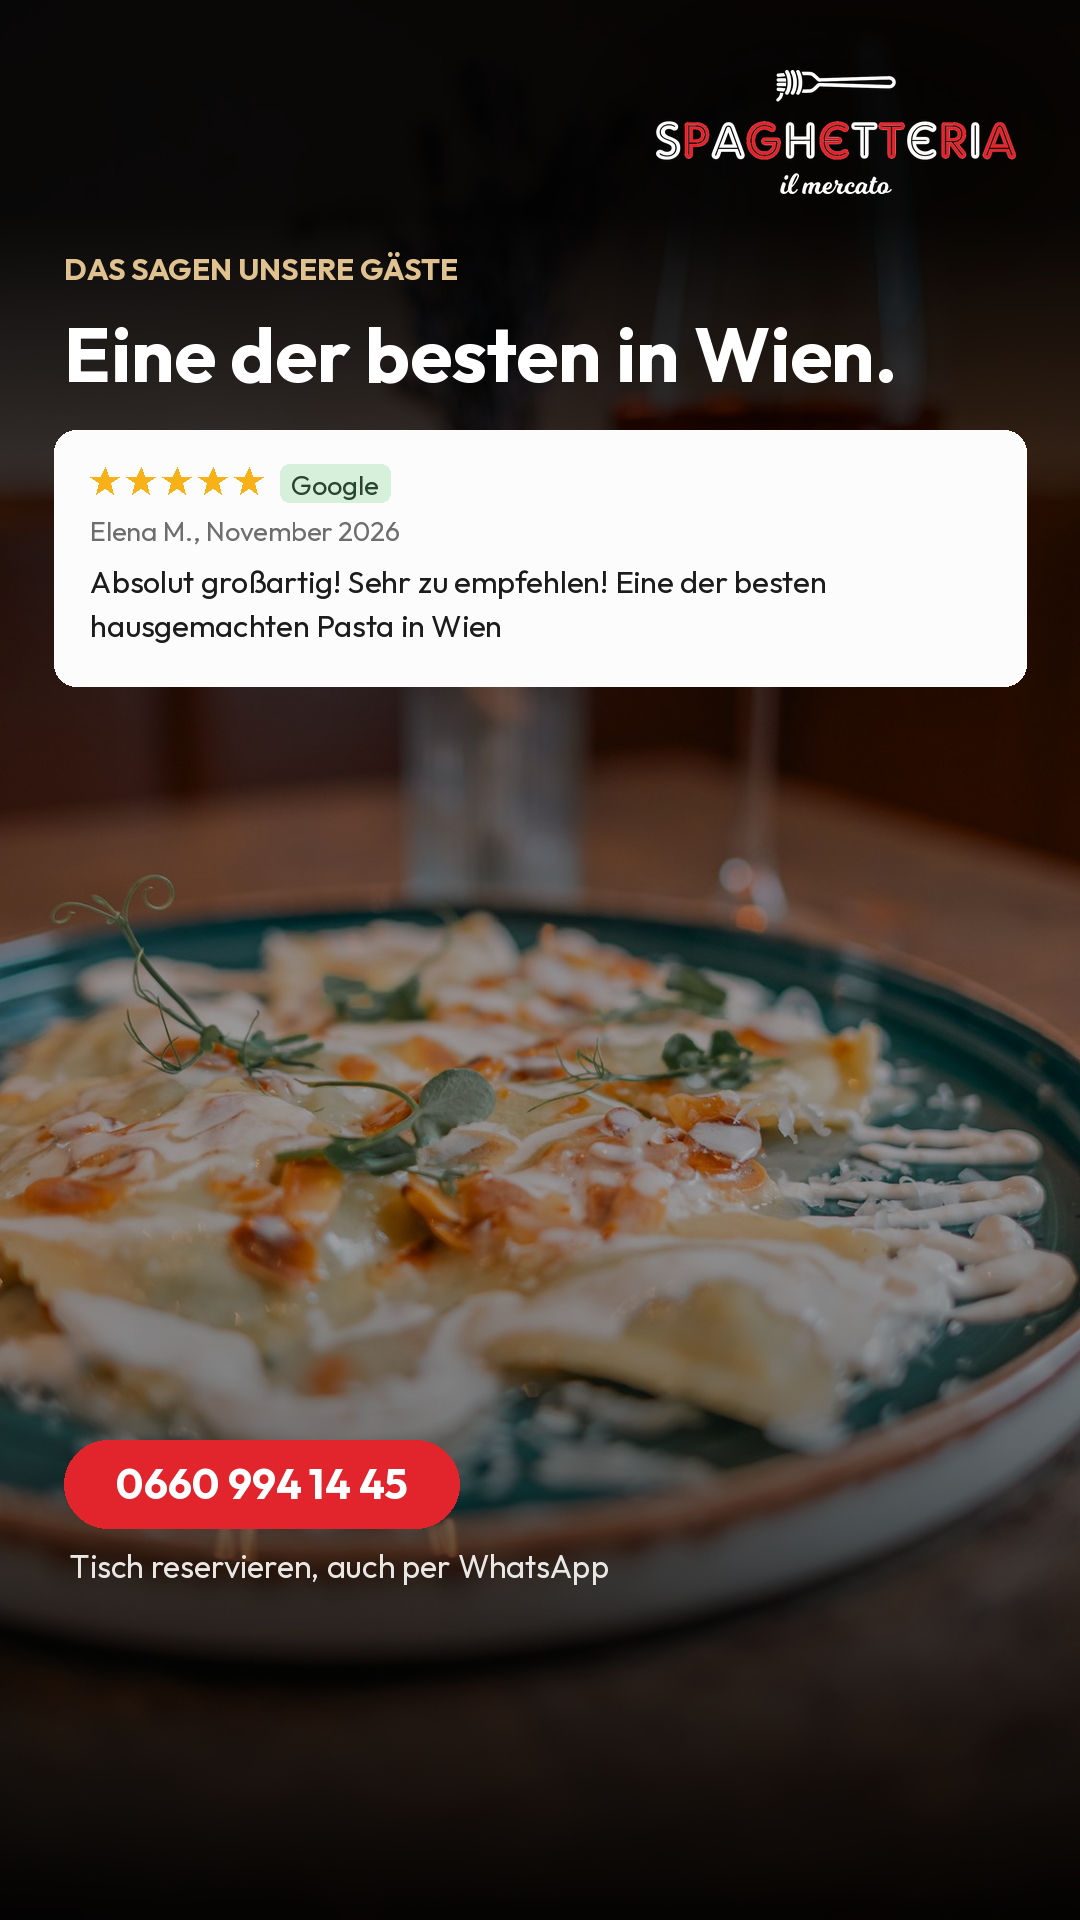 SPAGHETTERIA
il mercato
DAS SAGEN UNSERE GÄSTE
Eine der besten in Wien.
Google
Elena M., November 2026
Absolut großartig! Sehr zu empfehlen! Eine der besten
hausgemachten Pasta in Wien
0660 994 14 45
Tisch reservieren, auch per WhatsApp